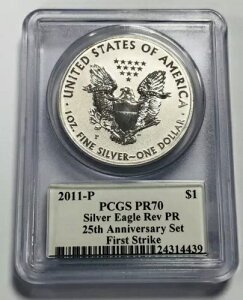 UNITED STATES OF AMERICA
1 OZ. FINE SILVER~ONE DOLLAR
P
2011-P $1
PCGS PR70
Silver Eagle Rev PR
25th Anniversary Set
First Strike
24314439